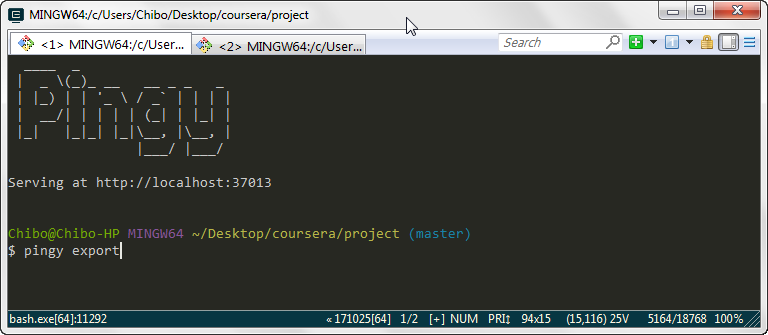 MINGW64:/c/Users/Chibo/Desktop/coursera/project
<1> MINGW64:/c/User... <2> MINGW64:/c/User... Search
Pingy
Serving at http://localhost:37013
Chibo@Chibo-HP MINGW64 ~/Desktop/coursera/project (master)
$ pingy export
bash.exe[64]:11292 « 171025[64] 1/2 [+] NUM PRI↕ 94x15 (15,116) 25V 5164/18768 100%